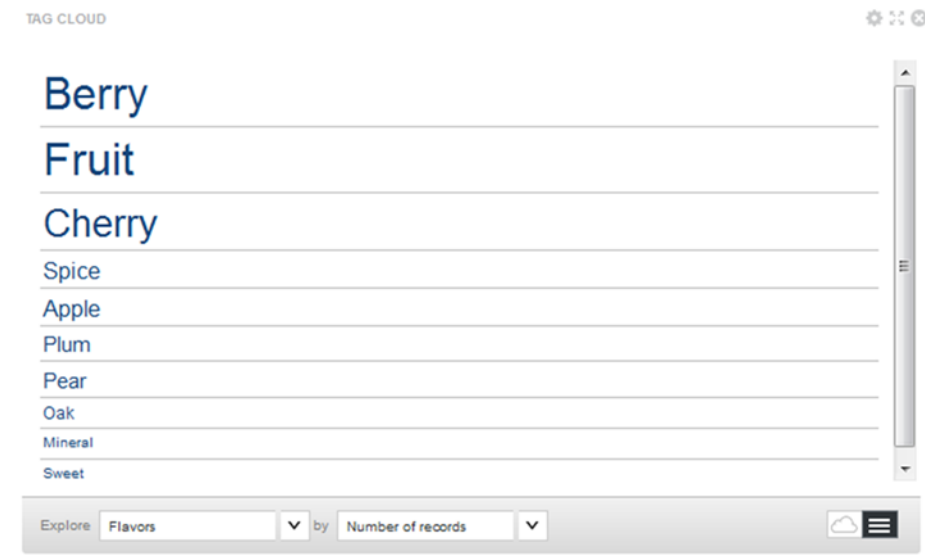 TAG CLOUD
Berry
Fruit
Cherry
Spice
Apple
Plum
Pear
Oak
Mineral
Sweet
Explore Flavors by Number of records